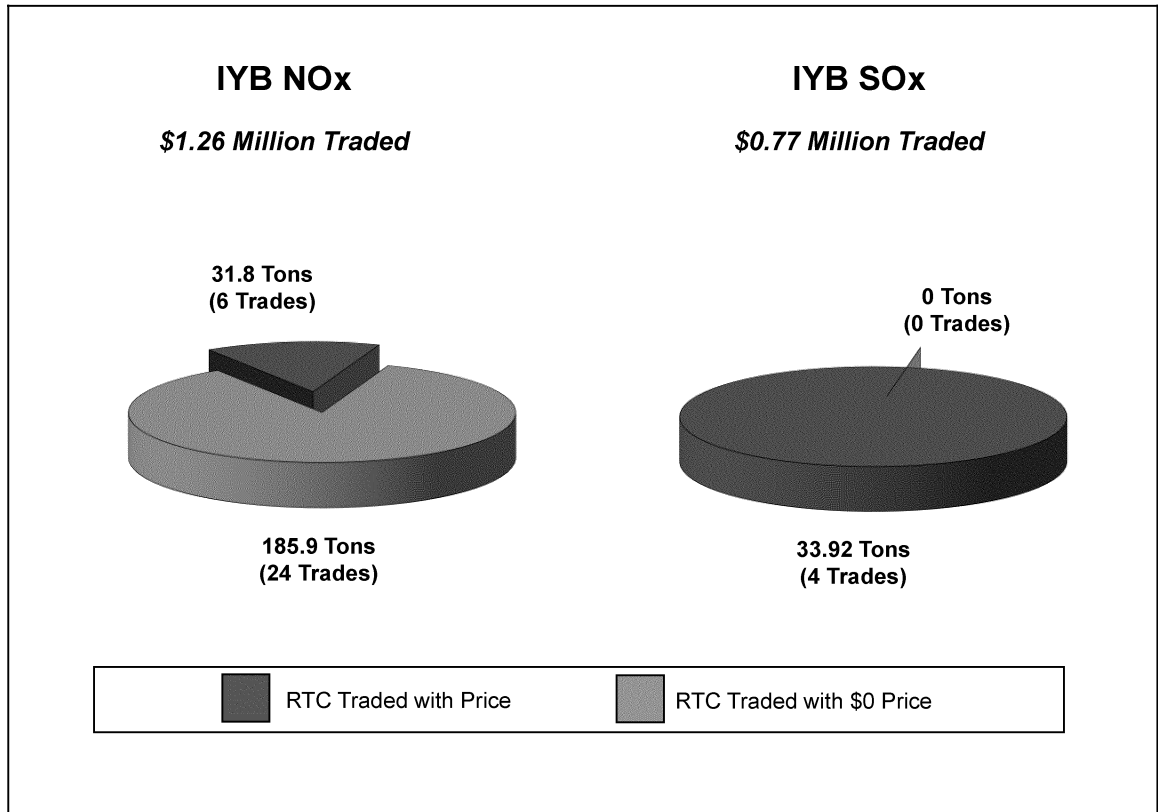 IYB NOx
$1.26 Million Traded
31.8 Tons
(6 Trades)
185.9 Tons
(24 Trades)
IYB SOx
$0.77 Million Traded
0 Tons
(0 Trades)
33.92 Tons
(4 Trades)
RTC Traded with Price
RTC Traded with $0 Price